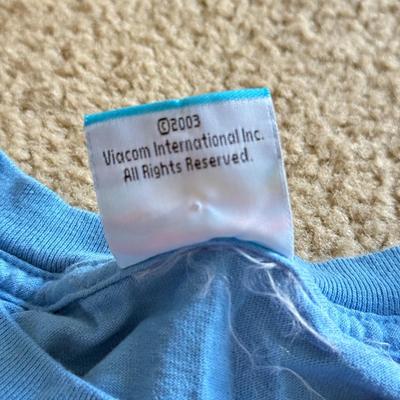 ©2003
Viacom International Inc.
All Rights Reserved.